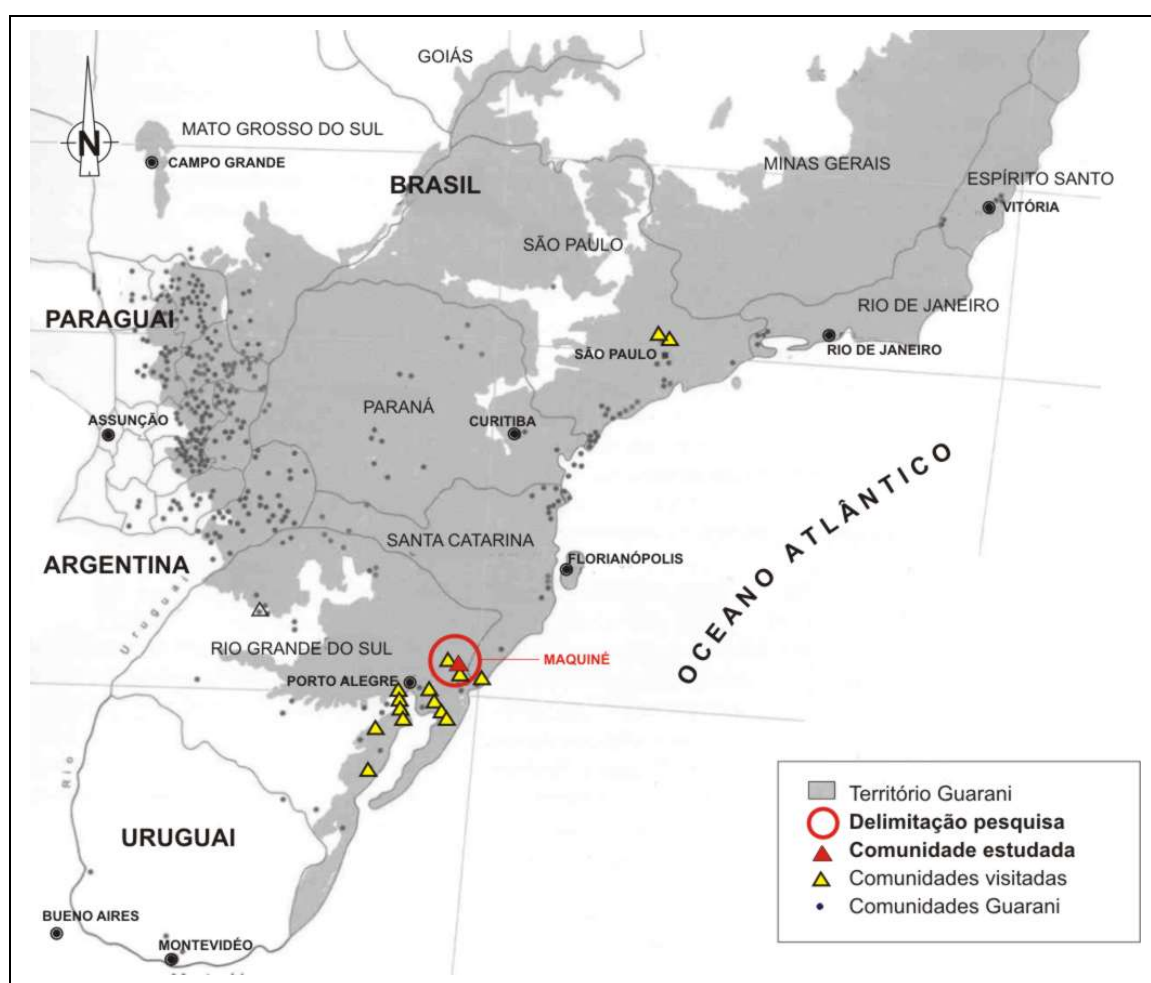 GOIÁS
MATO GROSSO DO SUL
CAMPO GRANDE
N
BRASIL
MINAS GERAIS
ESPÍRITO SANTO
VITÓRIA
SÃO PAULO
RIO DE JANEIRO
PARAGUAI
RIO DE JANEIRO
SÃO PAULO
PARANÁ
ASSUNÇÃO
CURITIBA
OCEANO ATLÂNTICO
SANTA CATARINA
ARGENTINA
FLORIANÓPOLIS
Uruguai
RIO GRANDE DO SUL
MAQUINÉ
PORTO ALEGRE
Rio
URUGUAI
BUENO AIRES
MONTEVIDÉO
Território Guarani
Delimitação pesquisa
Comunidade estudada
Comunidades visitadas
Comunidades Guarani